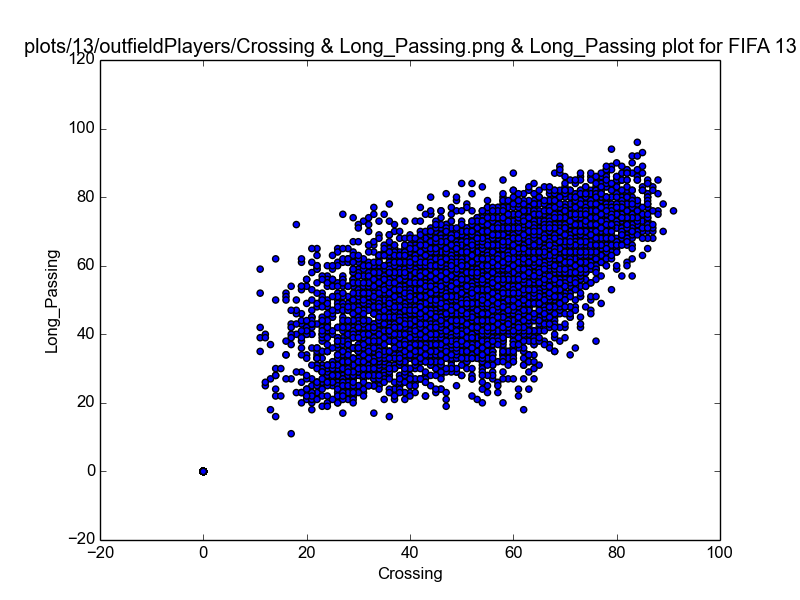 plots/13/outfieldPlayers/Crossing & Long_Passing.png & Long_Passing plot for FIFA 13
120
100
80
60
40
20
0
−20
Long_Passing
−20 0 20 40 60 80 100
Crossing